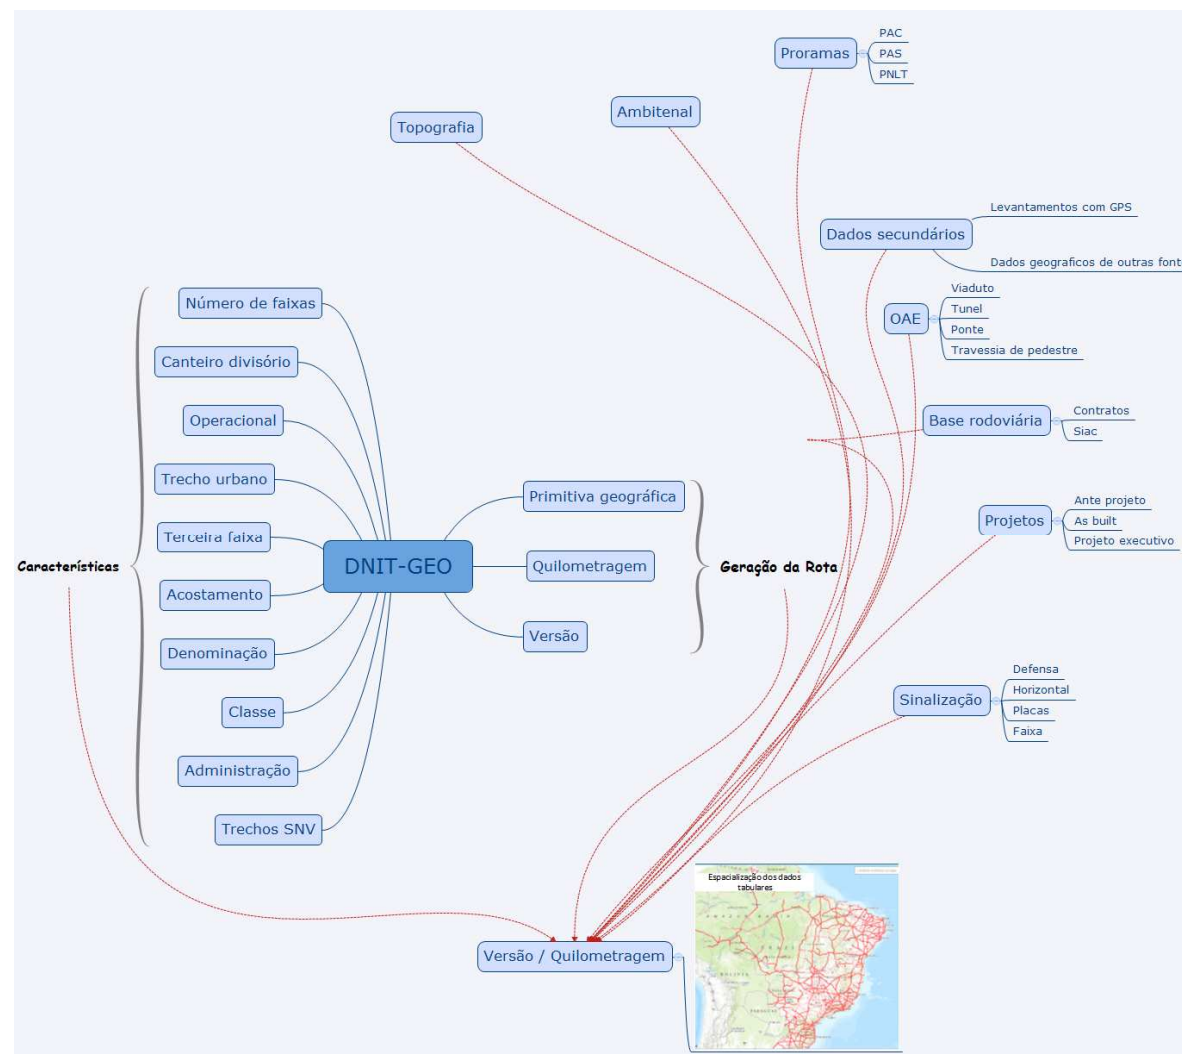 Proramas
PAC
PAS
PNLT
Ambitenal
Topografia
Dados secundários
Levantamentos com GPS
Dados geograficos de outras font
OAE
Viaduto
Tunel
Ponte
Travessia de pedestre
Base rodoviária
Contratos
Siac
Projetos
Ante projeto
As built
Projeto executivo
Sinalização
Defensa
Horizontal
Placas
Faixa
Características
Número de faixas
Canteiro divisório
Operacional
Trecho urbano
Terceira faixa
Acostamento
Denominação
Classe
Administração
Trechos SNV
DNIT-GEO
Primitiva geográfica
Quilometragem
Versão
Geração da Rota
Versão / Quilometragem
Espacialização dos dados
tabulares